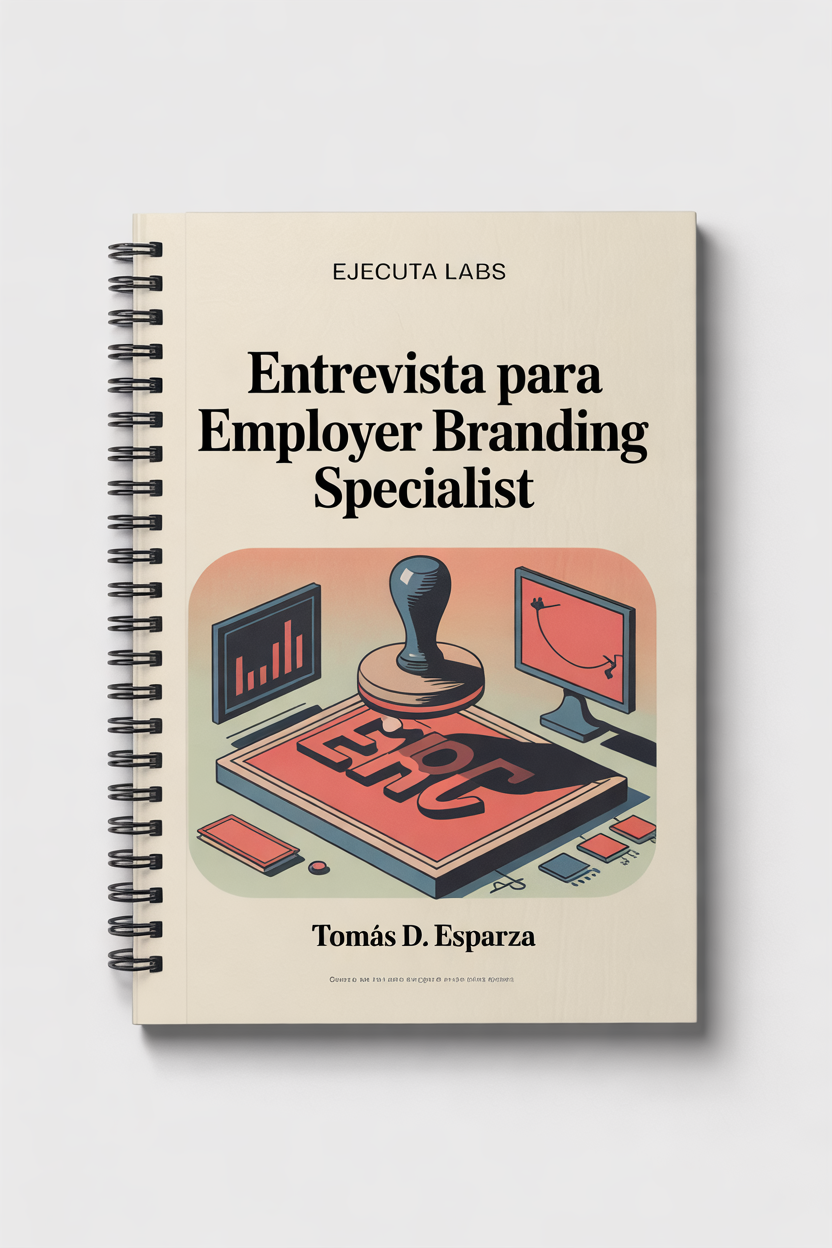 EJECUTA LABS
Entrevista para
Employer Branding
Specialist
Tomás D. Esparza